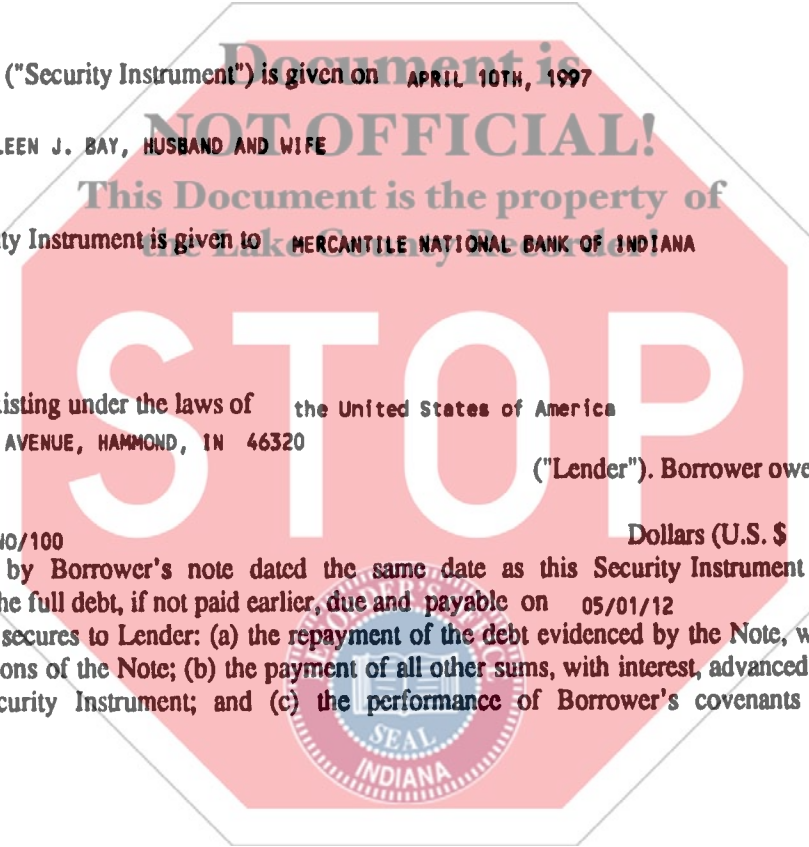 Document is
("Security Instrument") is given on APRIL 10TH, 1997
NOT OFFICIAL!
LEEN J. BAY, HUSBAND AND WIFE
This Document is the property of
ty Instrument is given to MERCANTILE NATIONAL BANK OF INDIANA
the Lake County Recorder!
STOP
isting under the laws of the United States of America
AVENUE, HAMMOND, IN 46320
("Lender"). Borrower owe
NO/100 Dollars (U.S. $
by Borrower's note dated the same date as this Security Instrument
he full debt, if not paid earlier, due and payable on 05/01/12
secures to Lender: (a) the repayment of the debt evidenced by the Note, w
ons of the Note; (b) the payment of all other sums, with interest, advanced
curity Instrument; and (c) the performance of Borrower's covenants
RECORDER'S OFFICE
SEAL
INDIANA